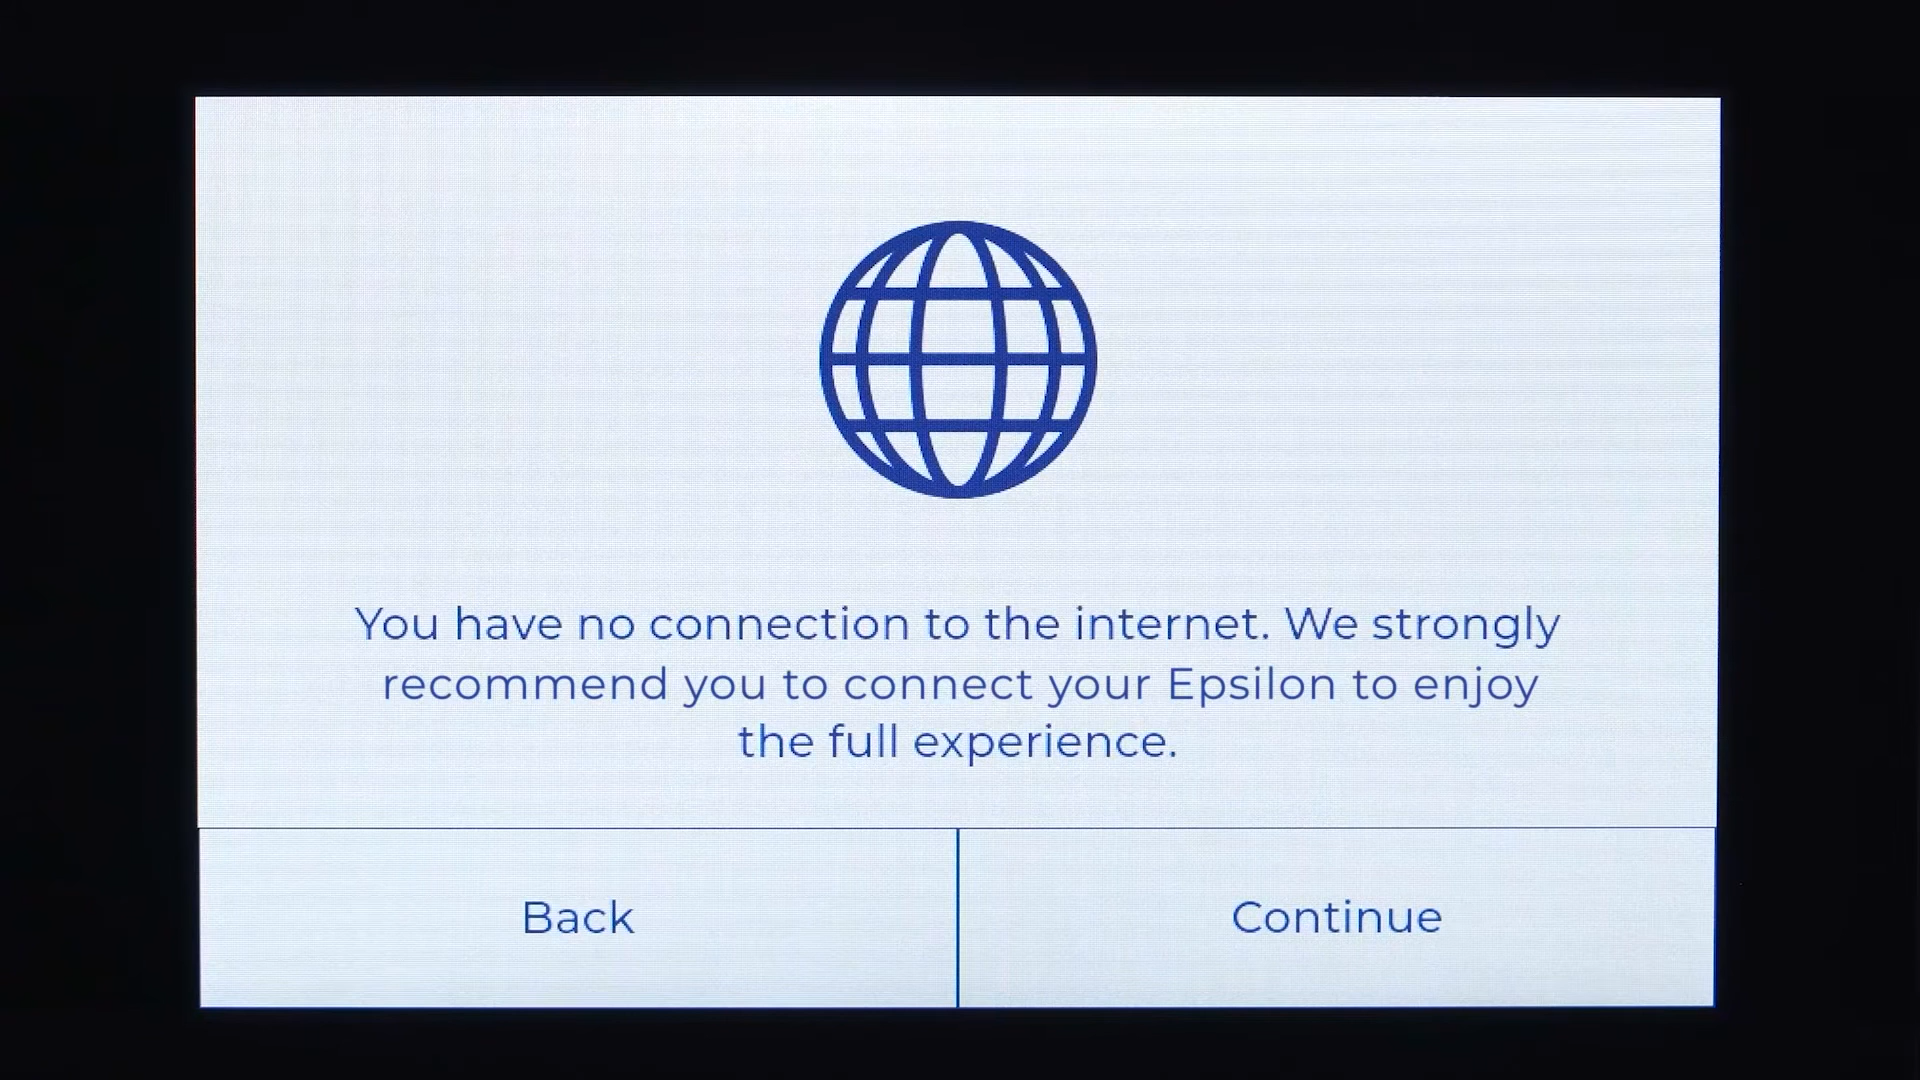 You have no connection to the internet. We strongly
recommend you to connect your Epsilon to enjoy
the full experience.
Back
Continue